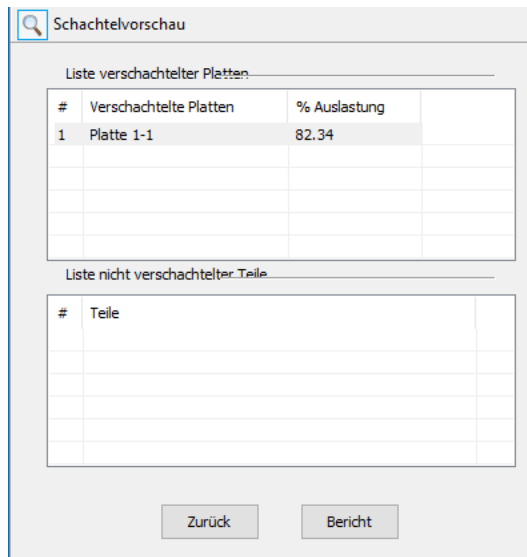 Schachtelvorschau
Liste verschachtelter Platten
# Verschachtelte Platten % Auslastung
1 Platte 1-1 82.34
Liste nicht verschachtelter Teile
# Teile
Zurück Bericht